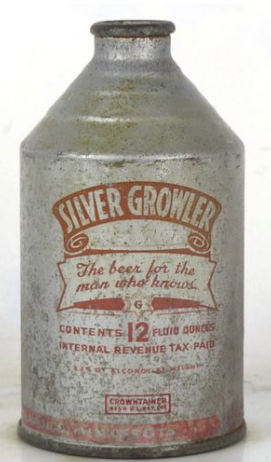 SILVER GROWLER
The beer for the
man who knows
G
CONTENTS 12 FLUID OUNCES
INTERNAL REVENUE TAX PAID
CROWNTAINER